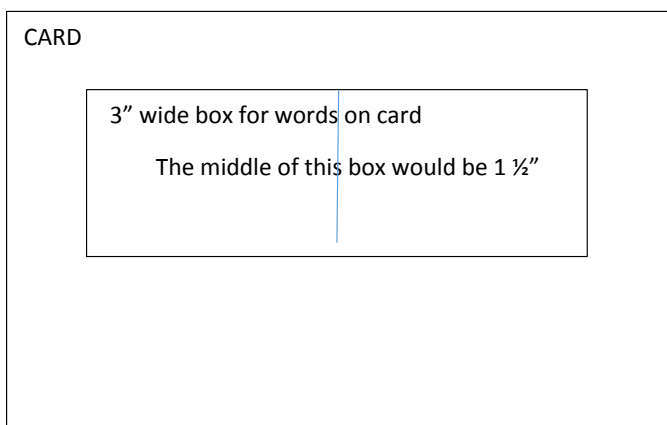 CARD
3” wide box for words on card
The middle of this box would be 1 ½”